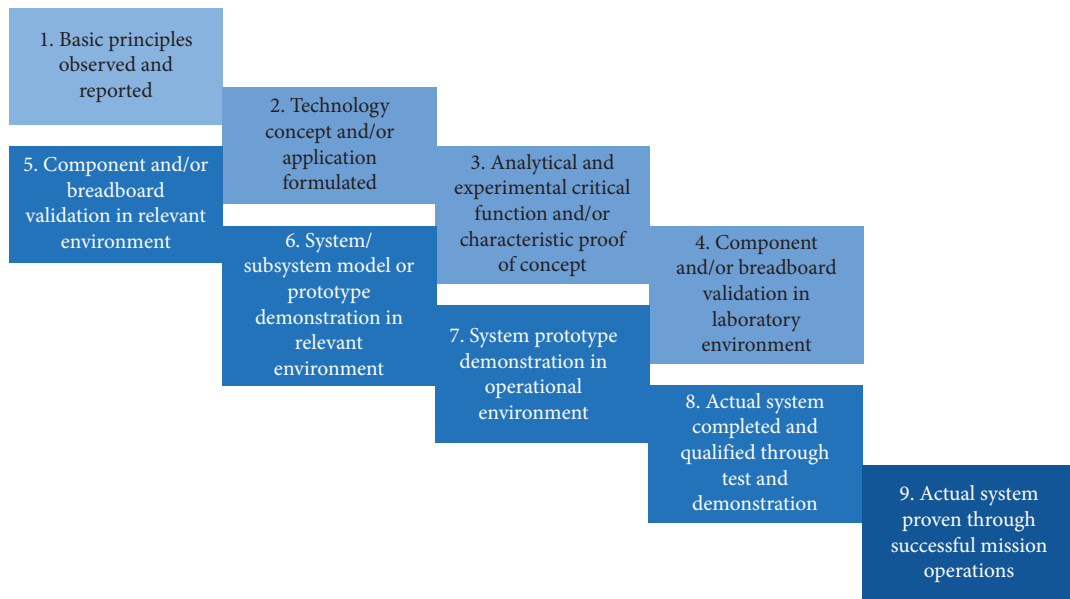 1. Basic principles
observed and
reported
2. Technology
concept and/or
application
formulated
3. Analytical and
experimental critical
function and/or
characteristic proof
of concept
4. Component
and/or breadboard
validation in
laboratory
environment
5. Component and/or
breadboard
validation in relevant
environment
6. System/
subsystem model or
prototype
demonstration in
relevant
environment
7. System prototype
demonstration in
operational
environment
8. Actual system
completed and
qualified through
test and
demonstration
9. Actual system
proven through
successful mission
operations